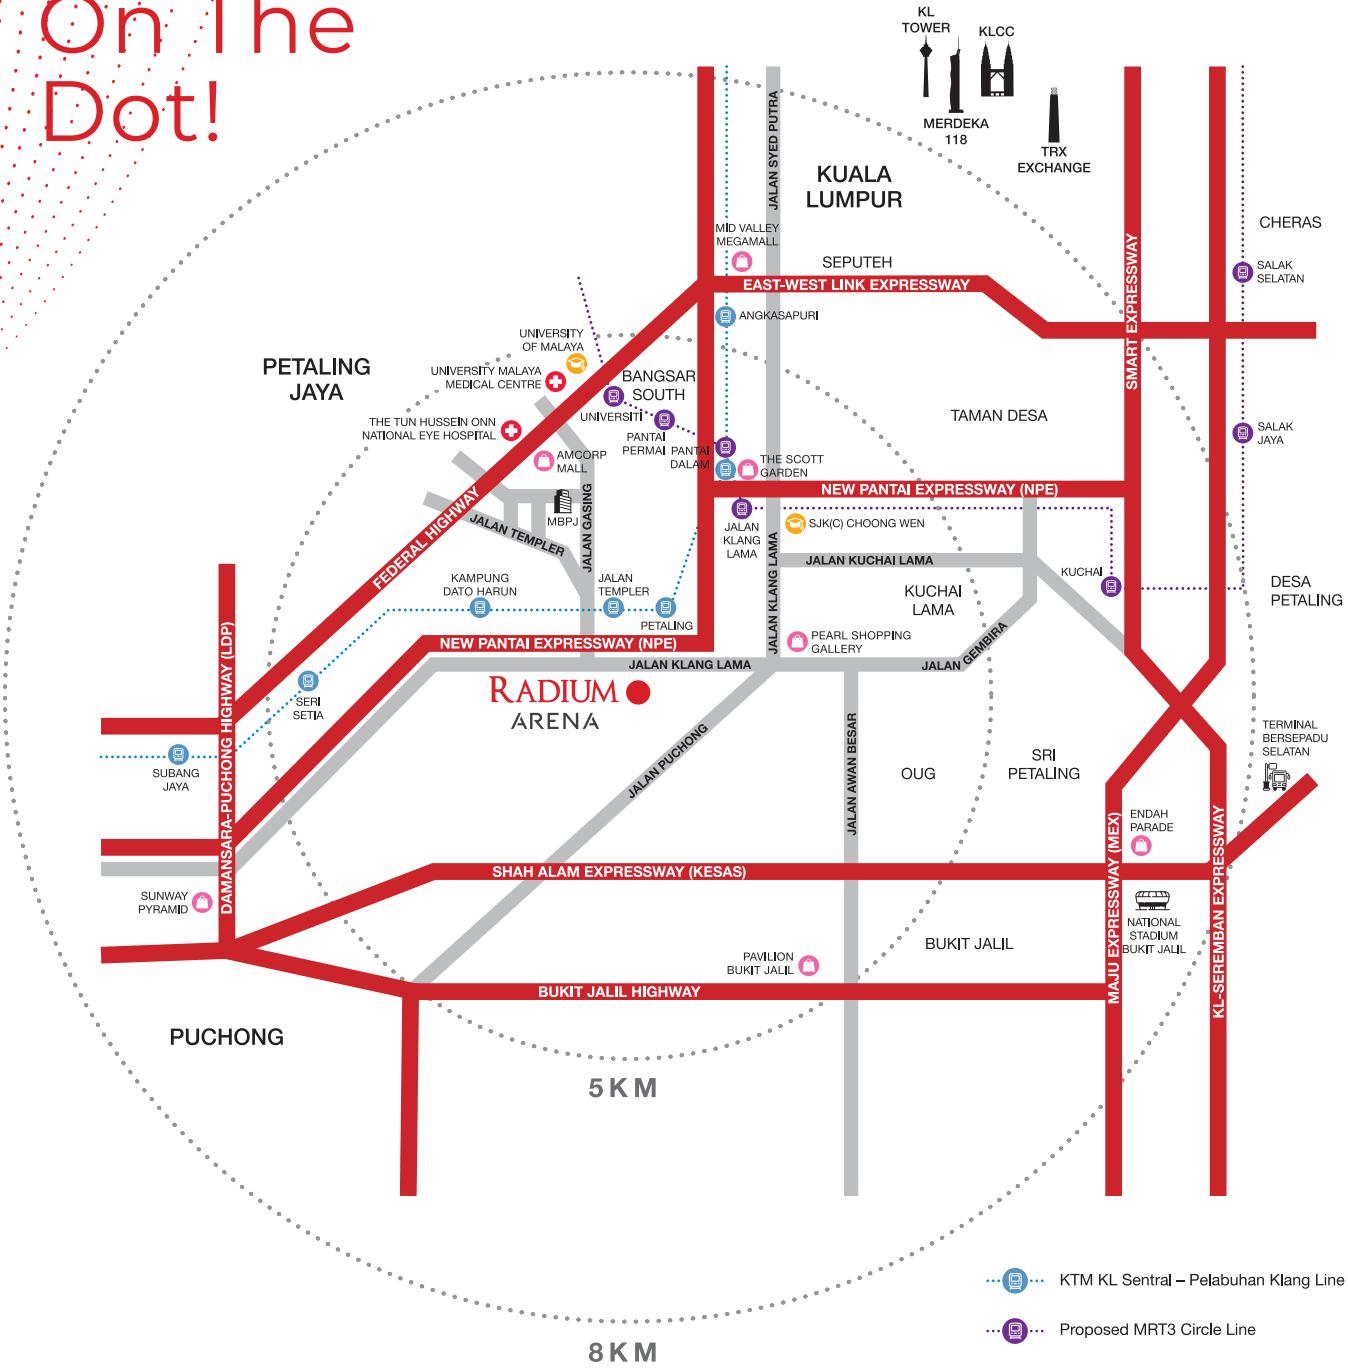 On The
Dot!
KL
TOWER
KLCC
MERDEKA
118
TRX
EXCHANGE
JALAN SYED PUTRA
KUALA
LUMPUR
CHERAS
MID VALLEY
MEGAMALL
SEPUTEH
SALAK
SELATAN
EAST-WEST LINK EXPRESSWAY
SMART EXPRESSWAY
ANGKASAPURI
UNIVERSITY
OF MALAYA
PETALING
JAYA
UNIVERSITY MALAYA
MEDICAL CENTRE
BANGSAR
SOUTH
UNIVERSITI
TAMAN DESA
THE TUN HUSSEIN ONN
NATIONAL EYE HOSPITAL
PANTAI
PERMAI
PANTAI
DALAM
SALAK
JAYA
AMCORP
MALL
THE SCOTT
GARDEN
NEW PANTAI EXPRESSWAY (NPE)
FEDERAL HIGHWAY
MBPJ
JALAN TEMPLER
JALAN GASING
JALAN
KLANG
LAMA
SJK(C) CHOONG WEN
JALAN KUCHAI LAMA
JALAN KLANG LAMA
KUCHAI
KAMPUNG
DATO HARUN
JALAN
TEMPLER
PETALING
KUCHAI
LAMA
DESA
PETALING
NEW PANTAI EXPRESSWAY (NPE)
PEARL SHOPPING
GALLERY
JALAN KLANG LAMA
JALAN GEMBIRA
DAMANSARA-PUCHONG HIGHWAY (LDP)
SERI
SETIA
RADIUM
ARENA
SUBANG
JAYA
JALAN PUCHONG
JALAN AWAN BESAR
OUG
SRI
PETALING
TERMINAL
BERSEPADU
SELATAN
ENDAH
PARADE
SHAH ALAM EXPRESSWAY (KESAS)
SUNWAY
PYRAMID
MAJU EXPRESSWAY (MEX)
KL-SEREMBAN EXPRESSWAY
NATIONAL
STADIUM
BUKIT JALIL
BUKIT JALIL
PAVILION
BUKIT JALIL
BUKIT JALIL HIGHWAY
PUCHONG
5KM
KTM KL Sentral – Pelabuhan Klang Line
Proposed MRT3 Circle Line
8KM